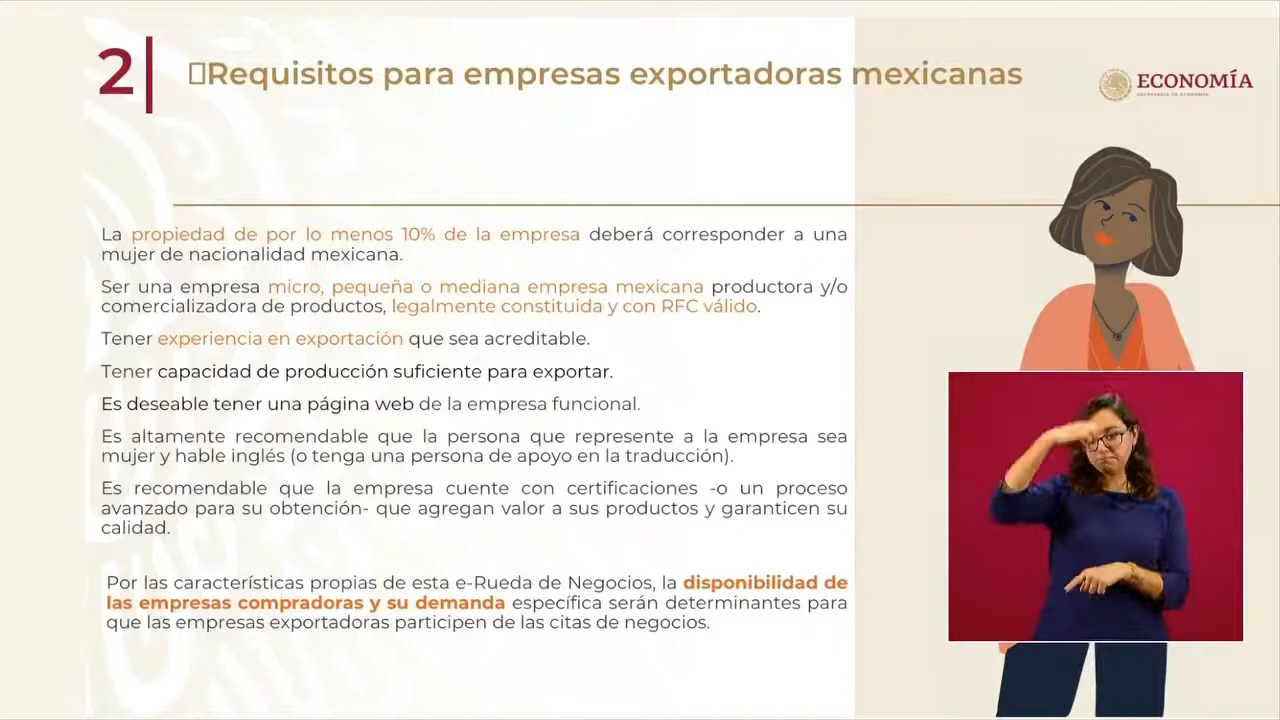 2
Requisitos para empresas exportadoras mexicanas
ECONOMÍA
SECRETARÍA DE ECONOMÍA
La propiedad de por lo menos 10% de la empresa deberá corresponder a una
mujer de nacionalidad mexicana.
Ser una empresa micro, pequeña o mediana empresa mexicana productora y/o
comercializadora de productos, legalmente constituida y con RFC válido.
Tener experiencia en exportación que sea acreditable.
Tener capacidad de producción suficiente para exportar.
Es deseable tener una página web de la empresa funcional.
Es altamente recomendable que la persona que represente a la empresa sea
mujer y hable inglés (o tenga una persona de apoyo en la traducción).
Es recomendable que la empresa cuente con certificaciones -o un proceso
avanzado para su obtención- que agregan valor a sus productos y garanticen su
calidad.
Por las características propias de esta e-Rueda de Negocios, la disponibilidad de
las empresas compradoras y su demanda específica serán determinantes para
que las empresas exportadoras participen de las citas de negocios.